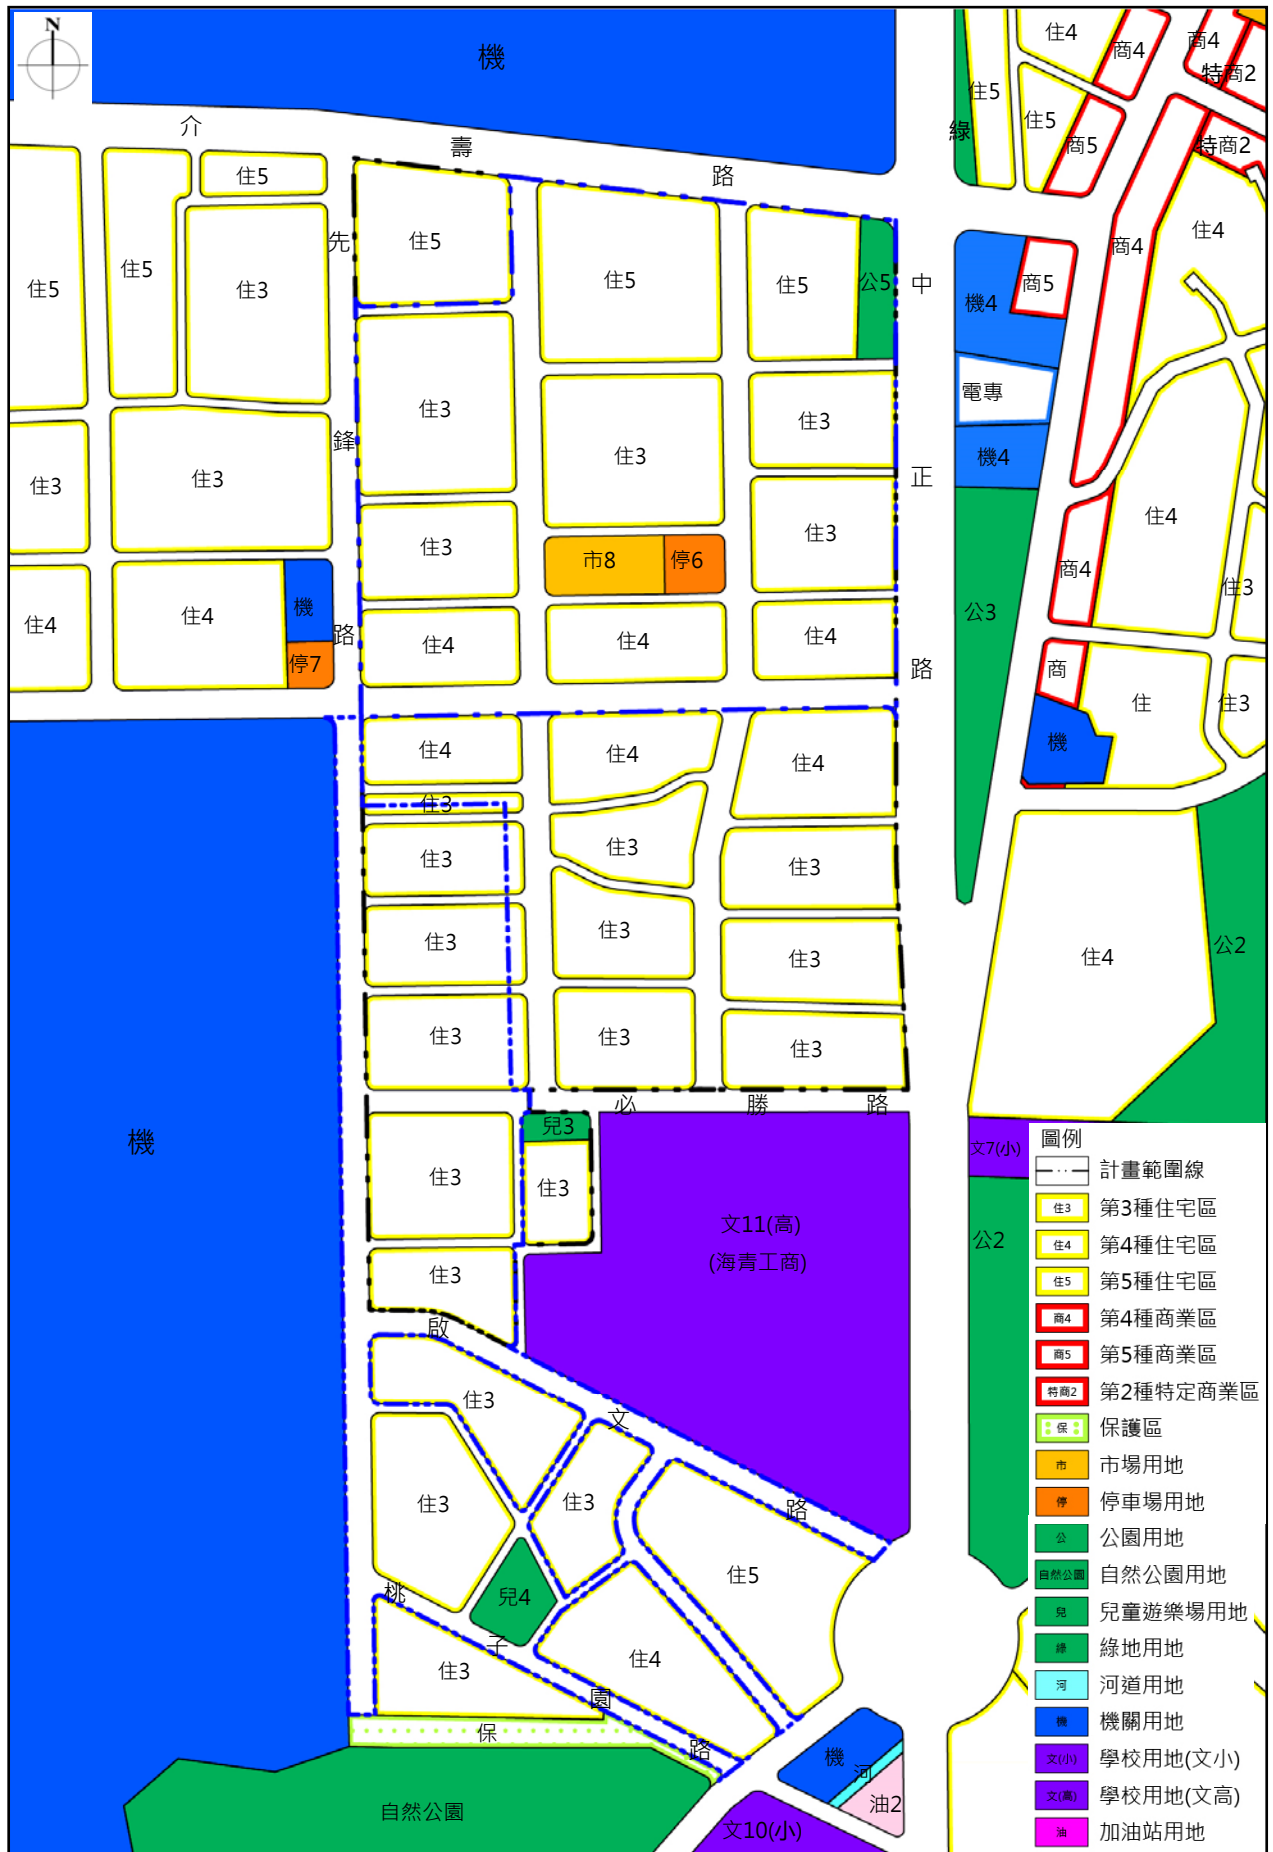 N
機
住4
商4
商4
特商2
住5
住5
綠
商5
特商2
介
壽
路
住5
先
住5
住5
住5
住3
住5
住5
公5
中
機4
商5
商4
住4
電專
機4
住3
住3
住3
鋒
住3
住3
住3
正
住4
住3
市8
停6
住3
商4
住3
住4
住4
機
停7
路
住4
住4
住4
路
公3
商
住
住3
機
住4
住4
住4
住3
住3
住3
住3
住3
住3
住3
住4
公2
住3
住3
住3
必
勝
路
機
兒3
住3
住3
文11(高)
(海青工商)
文7(小)
公2
住3
啟
文
路
住3
住3
住3
住5
兒4
桃
子
園
路
住3
住4
保
自然公園
機
河
油2
文10(小)
圖例
計畫範圍線
住3 第3種住宅區
住4 第4種住宅區
住5 第5種住宅區
商4 第4種商業區
商5 第5種商業區
特商2 第2種特定商業區
保 保護區
市 市場用地
停 停車場用地
公 公園用地
自然公園 自然公園用地
兒 兒童遊樂場用地
綠 綠地用地
河 河道用地
機 機關用地
文(小) 學校用地(文小)
文(高) 學校用地(文高)
油 加油站用地